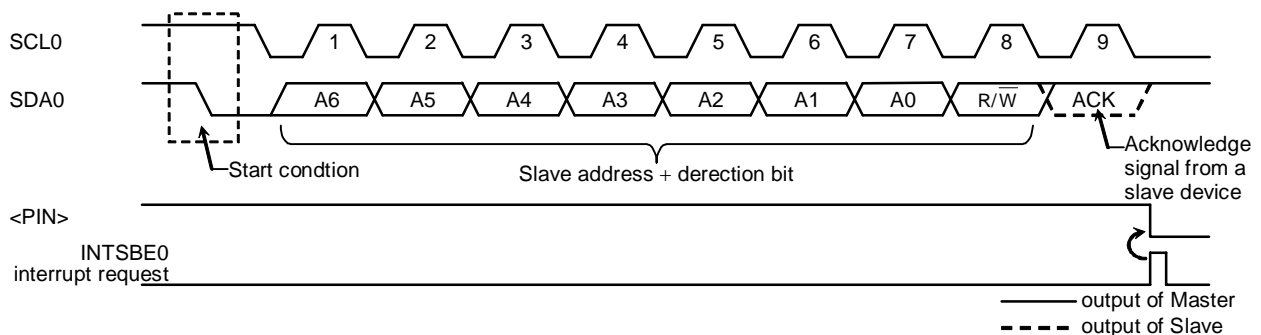 SCL0 1 2 3 4 5 6 7 8 9
SDA0 A6 A5 A4 A3 A2 A1 A0 R/W̅ ACK
Start condtion
Slave address + derection bit
Acknowledge
signal from a
slave device
<PIN>
INTSBE0
interrupt request
output of Master
output of Slave